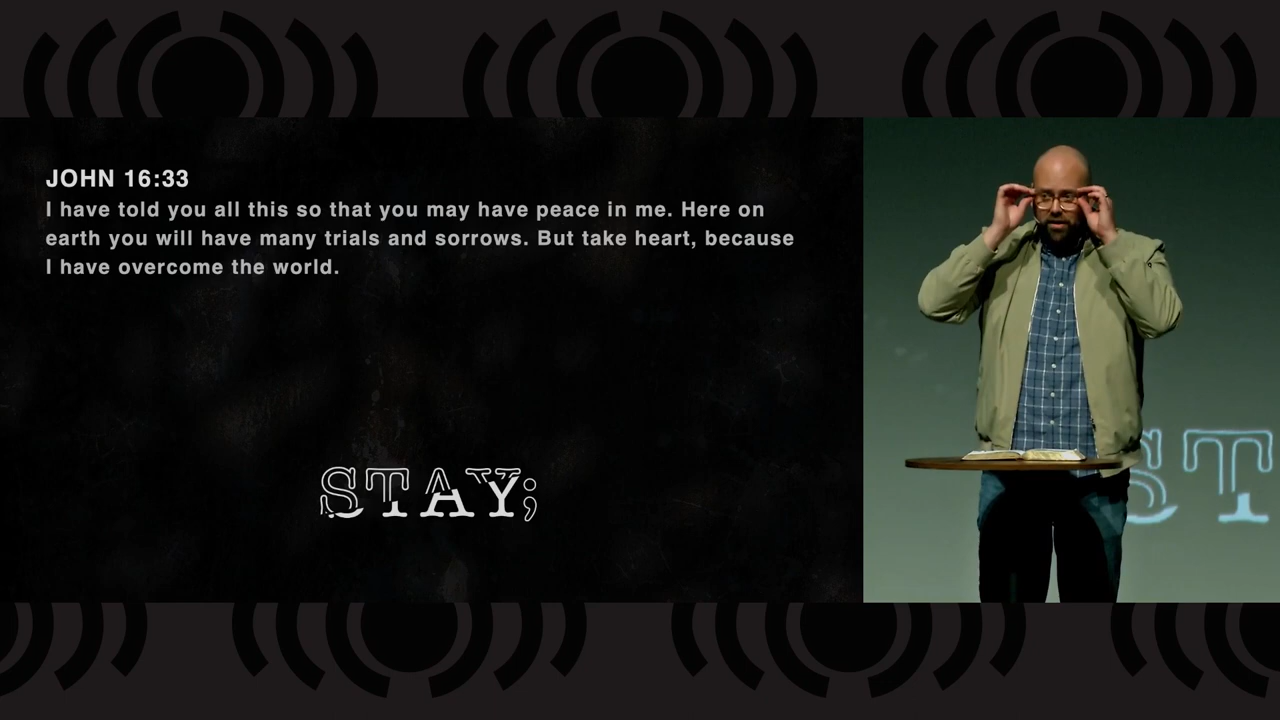 JOHN 16:33
I have told you all this so that you may have peace in me. Here on
earth you will have many trials and sorrows. But take heart, because
I have overcome the world.
STAY;
ST